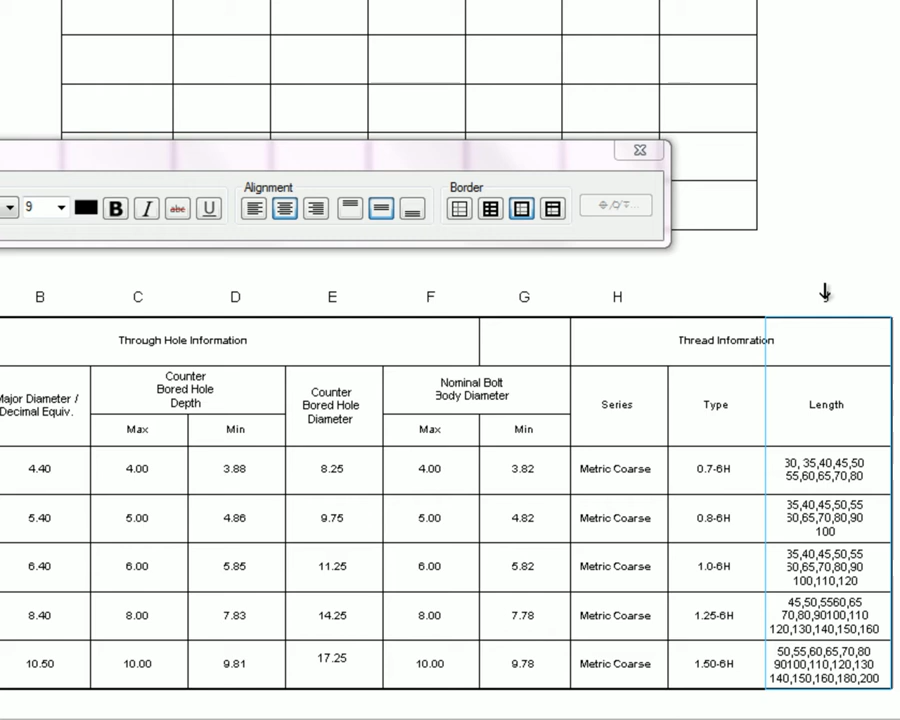 Alignment
Border
9
B I abc U
B C D E F G H
Through Hole Information
Thread Infomration
Major Diameter /
Decimal Equiv.
Counter
Bored Hole
Depth
Counter
Bored Hole
Diameter
Nominal Bolt
Body Diameter
Series
Type
Length
Max
Min
Max
Min
4.40 4.00 3.88 8.25 4.00 3.82 Metric Coarse 0.7-6H
30, 35,40,45,50
55,60,65,70,80
5.40 5.00 4.86 9.75 5.00 4.82 Metric Coarse 0.8-6H
35,40,45,50,55
60,65,70,80,90
100
6.40 6.00 5.85 11.25 6.00 5.82 Metric Coarse 1.0-6H
35,40,45,50,55
60,65,70,80,90
100,110,120
8.40 8.00 7.83 14.25 8.00 7.78 Metric Coarse 1.25-6H
45,50,5560,65
70,80,90100,110
120,130,140,150,160
10.50 10.00 9.81 17.25 10.00 9.78 Metric Coarse 1.50-6H
50,55,60,65,70,80
90100,110,120,130
140,150,160,180,200